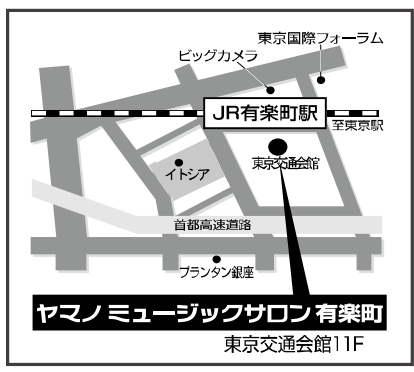 東京国際フォーラム
ビッグカメラ
JR有楽町駅
至東京駅
東京交通会館
イトシア
首都高速道路
プランタン銀座
ヤマノ ミュージックサロン 有楽町
東京交通会館11F